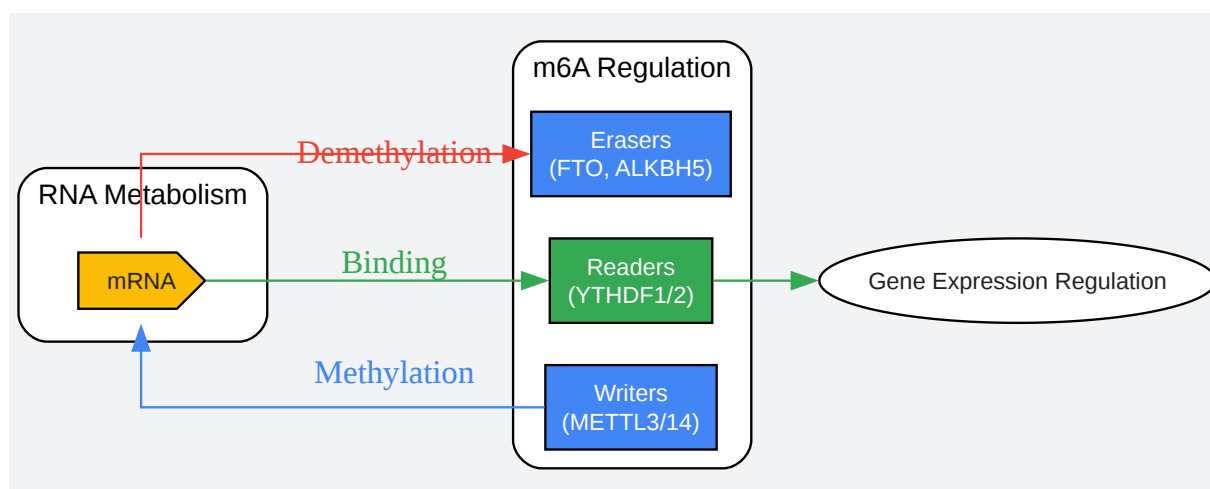 m6A Regulation
Erasers
(FTO, ALKBH5)
Demethylation
RNA Metabolism
mRNA
Binding
Readers
(YTHDF1/2)
Gene Expression Regulation
Methylation
Writers
(METTL3/14)